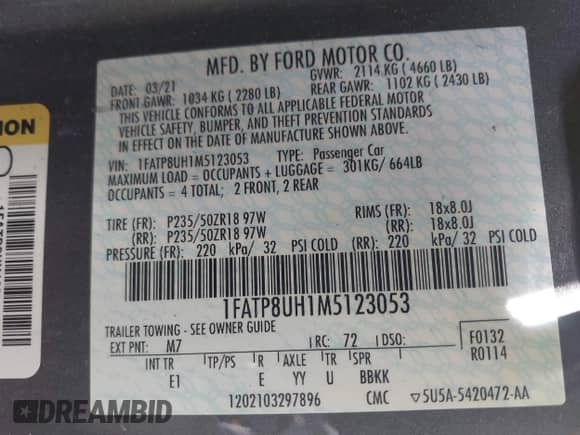 MFD. BY FORD MOTOR CO.
DATE: 03/21
GVWR: 2114 KG ( 4660 LB)
FRONT GAWR: 1034 KG ( 2280 LB)
REAR GAWR: 1102 KG ( 2430 LB)
THIS VEHICLE CONFORMS TO ALL APPLICABLE FEDERAL MOTOR
VEHICLE SAFETY, BUMPER, AND THEFT PREVENTION STANDARDS
IN EFFECT ON THE DATE OF MANUFACTURE SHOWN ABOVE.
VIN: 1FATP8UH1M5123053 TYPE: Passenger Car
MAXIMUM LOAD = OCCUPANTS + LUGGAGE = 301KG/ 664LB
OCCUPANTS = 4 TOTAL; 2 FRONT, 2 REAR
TIRE (FR): P235/50ZR18 97W RIMS (FR): 18x8.0J
(RR): P235/50ZR18 97W (RR): 18x8.0J
PRESSURE (FR): 220 kPa/ 32 PSI COLD (RR): 220 kPa/ 32 PSI COLD
1FATP8UH1M5123053
TRAILER TOWING - SEE OWNER GUIDE
EXT PNT: M7 RC: 72 DSO: F0132
R0114
INT TR TP/PS R AXLE TR SPR
E1 E YY U BBKK
1202103297896 CMC ▽5U5A-5420472-AA
ION
DREAMBID